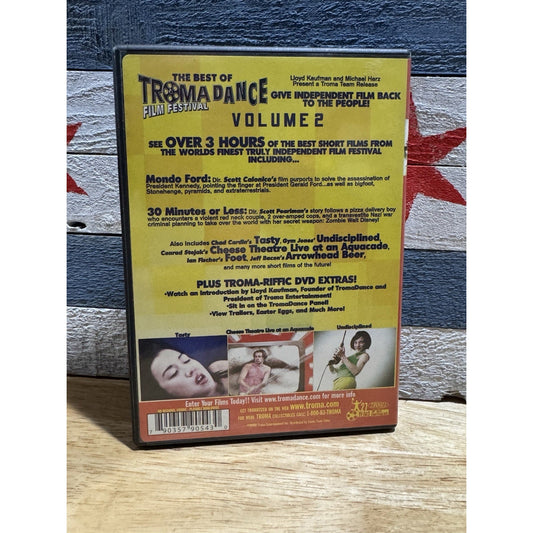 THE BEST OF
TROMADANCE
FILM FESTIVAL
Lloyd Kaufman and Michael Herz
Present a Troma Team Release
GIVE INDEPENDENT FILM BACK
TO THE PEOPLE!
VOLUME 2
SEE OVER 3 HOURS OF THE BEST SHORT FILMS FROM
THE WORLDS FINEST TRULY INDEPENDENT FILM FESTIVAL
INCLUDING...
Mondo Ford: Dir. Scott Calonico's film purports to solve the assassination of
President Kennedy, pointing the finger at President Gerald Ford...as well as bigfoot,
Stonehenge, pyramids, and extraterrestrials.
30 Minutes or Less: Dir. Scott Pearlman's story follows a pizza delivery boy
who encounters a violent red neck couple, 2 over-amped cops, and a transvestite Nazi war
criminal planning to take over the world with her secret weapon: Zombie Walt Disney!
Also includes Chad Cardin's Tasty, Gym Jones' Undisciplined,
Conrad Stojak's Cheese Theatre Live at an Aquacade,
Ian Fischer's Foet, Jeff Bacon's Arrowhead Beer,
and many more short films of the future!
PLUS TROMA-RIFFIC DVD EXTRAS!
•Watch an Introduction by Lloyd Kaufman, Founder of TromaDance and
President of Troma Entertainment!
•Sit in on the TromaDance Panel!
•View Trailers, Easter Eggs, and Much More!
Tasty
Cheese Theatre Live at an Aquacade
Undisciplined
Enter Your Films Today!! Visit www.tromadance.com for more info
GET TROMATIZED ON THE WEB www.troma.com
FOR MORE TROMA COLLECTIBLES CALL: 1-800-83-TROMA
7 90357 90543